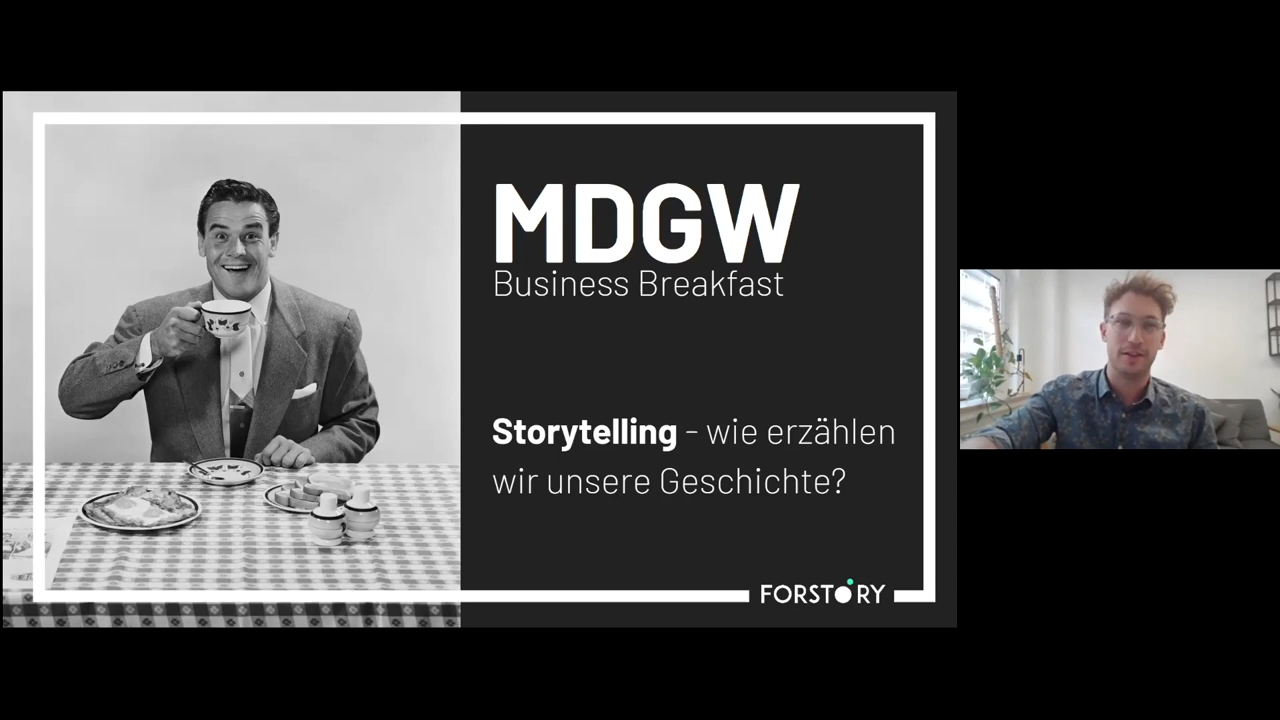 MDGW
Business Breakfast
Storytelling - wie erzählen
wir unsere Geschichte?
FORSTORY